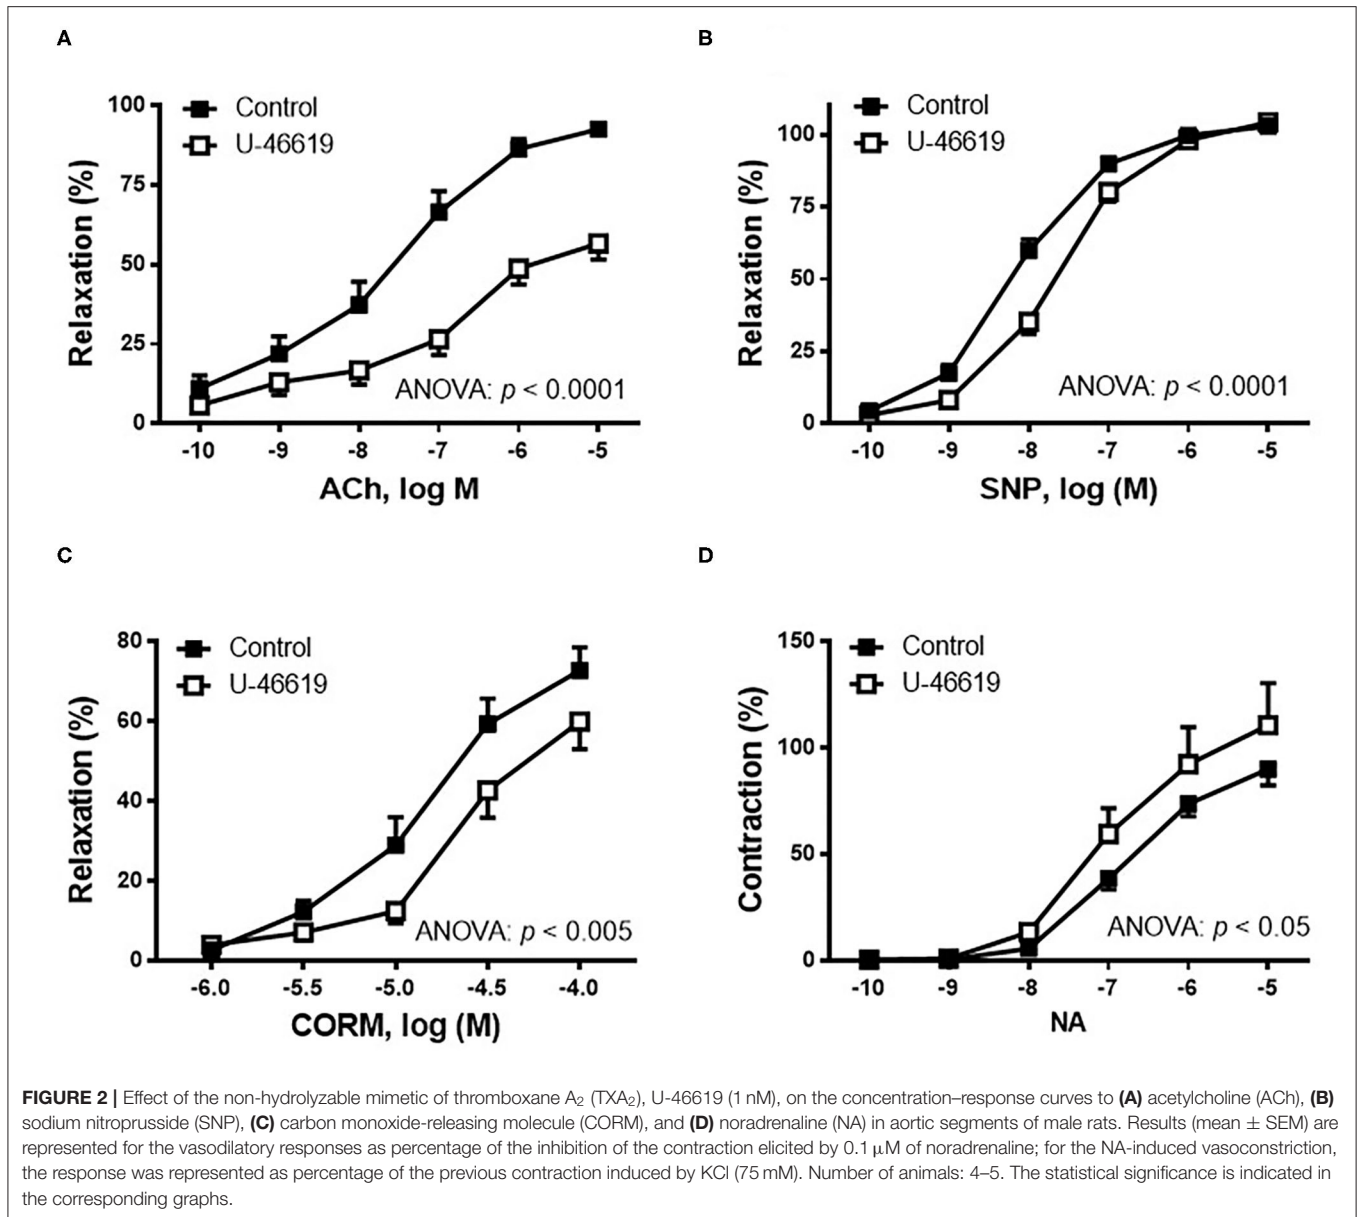 A
100
75
50
25
0
Relaxation (%)
Control
U-46619
ANOVA: p < 0.0001
-10 -9 -8 -7 -6 -5
ACh, log M
B
100
75
50
25
0
Relaxation (%)
Control
U-46619
ANOVA: p < 0.0001
-10 -9 -8 -7 -6 -5
SNP, log (M)
C
80
60
40
20
0
Relaxation (%)
Control
U-46619
ANOVA: p < 0.005
-6.0 -5.5 -5.0 -4.5 -4.0
CORM, log (M)
D
150
100
50
0
Contraction (%)
Control
U-46619
ANOVA: p < 0.05
-10 -9 -8 -7 -6 -5
NA
FIGURE 2 | Effect of the non-hydrolyzable mimetic of thromboxane A₂ (TXA₂), U-46619 (1 nM), on the concentration–response curves to (A) acetylcholine (ACh), (B)
sodium nitroprusside (SNP), (C) carbon monoxide-releasing molecule (CORM), and (D) noradrenaline (NA) in aortic segments of male rats. Results (mean ± SEM) are
represented for the vasodilatory responses as percentage of the inhibition of the contraction elicited by 0.1 μM of noradrenaline; for the NA-induced vasoconstriction,
the response was represented as percentage of the previous contraction induced by KCl (75 mM). Number of animals: 4–5. The statistical significance is indicated in
the corresponding graphs.